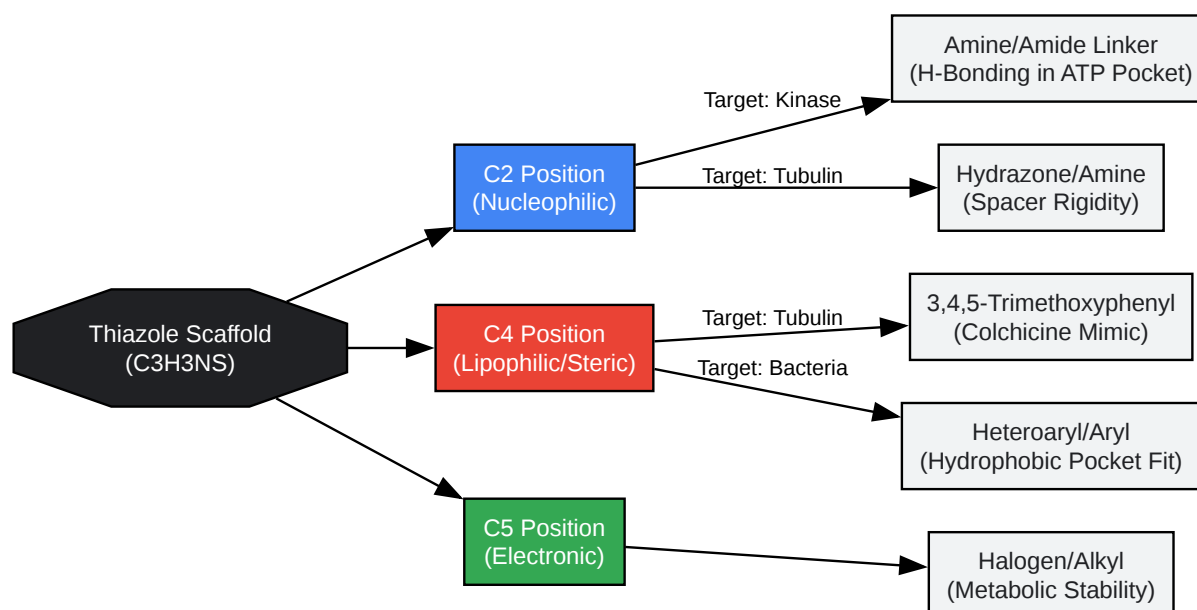 Thiazole Scaffold
(C3H3NS)
C2 Position
(Nucleophilic)
C4 Position
(Lipophilic/Steric)
C5 Position
(Electronic)
Target: Kinase
Target: Tubulin
Target: Tubulin
Target: Bacteria
Amine/Amide Linker
(H-Bonding in ATP Pocket)
Hydrazone/Amine
(Spacer Rigidity)
3,4,5-Trimethoxyphenyl
(Colchicine Mimic)
Heteroaryl/Aryl
(Hydrophobic Pocket Fit)
Halogen/Alkyl
(Metabolic Stability)